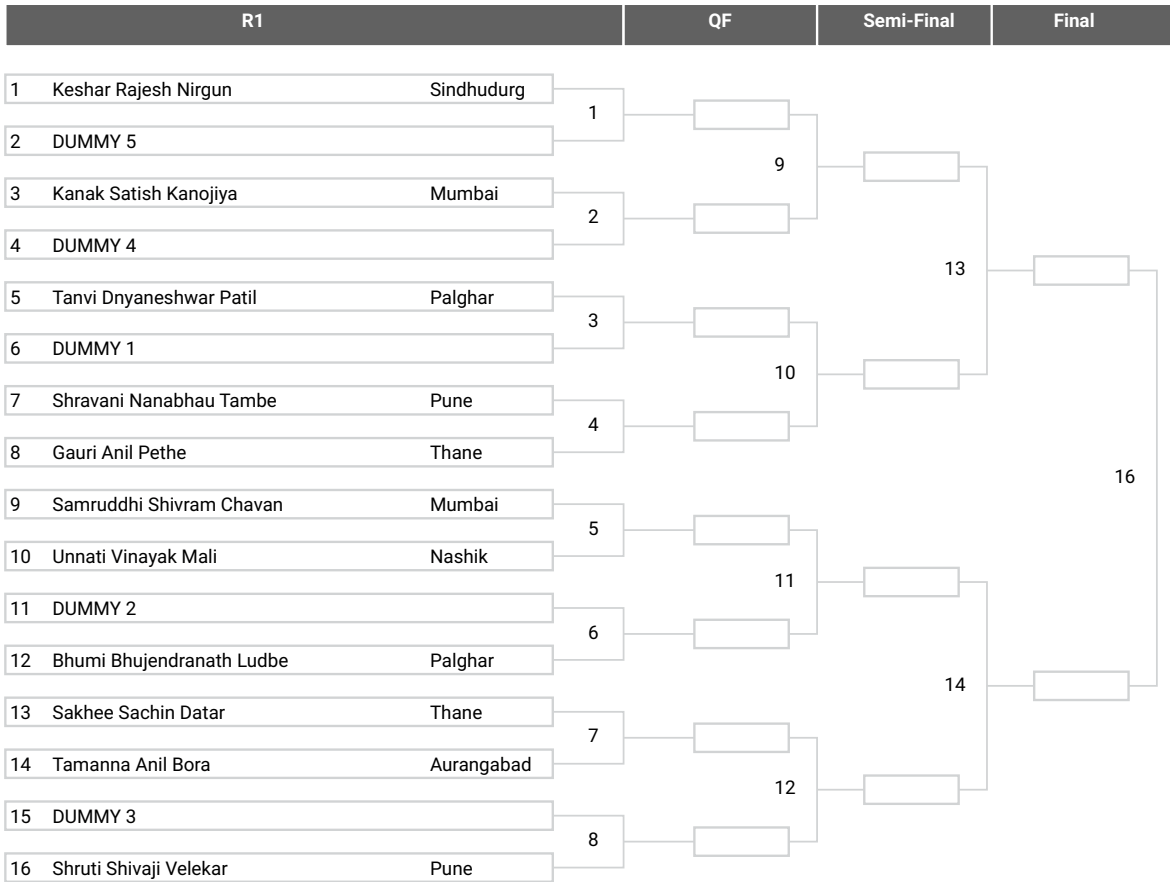 R1 QF Semi-Final Final
1 Keshar Rajesh Nirgun Sindhudurg
1
2 DUMMY 5
9
3 Kanak Satish Kanojiya Mumbai
2
4 DUMMY 4
13
5 Tanvi Dnyaneshwar Patil Palghar
3
6 DUMMY 1
10
7 Shravani Nanabhau Tambe Pune
4
8 Gauri Anil Pethe Thane
16
9 Samruddhi Shivram Chavan Mumbai
5
10 Unnati Vinayak Mali Nashik
11
11 DUMMY 2
6
12 Bhumi Bhujendranath Ludbe Palghar
14
13 Sakhee Sachin Datar Thane
7
14 Tamanna Anil Bora Aurangabad
12
15 DUMMY 3
8
16 Shruti Shivaji Velekar Pune